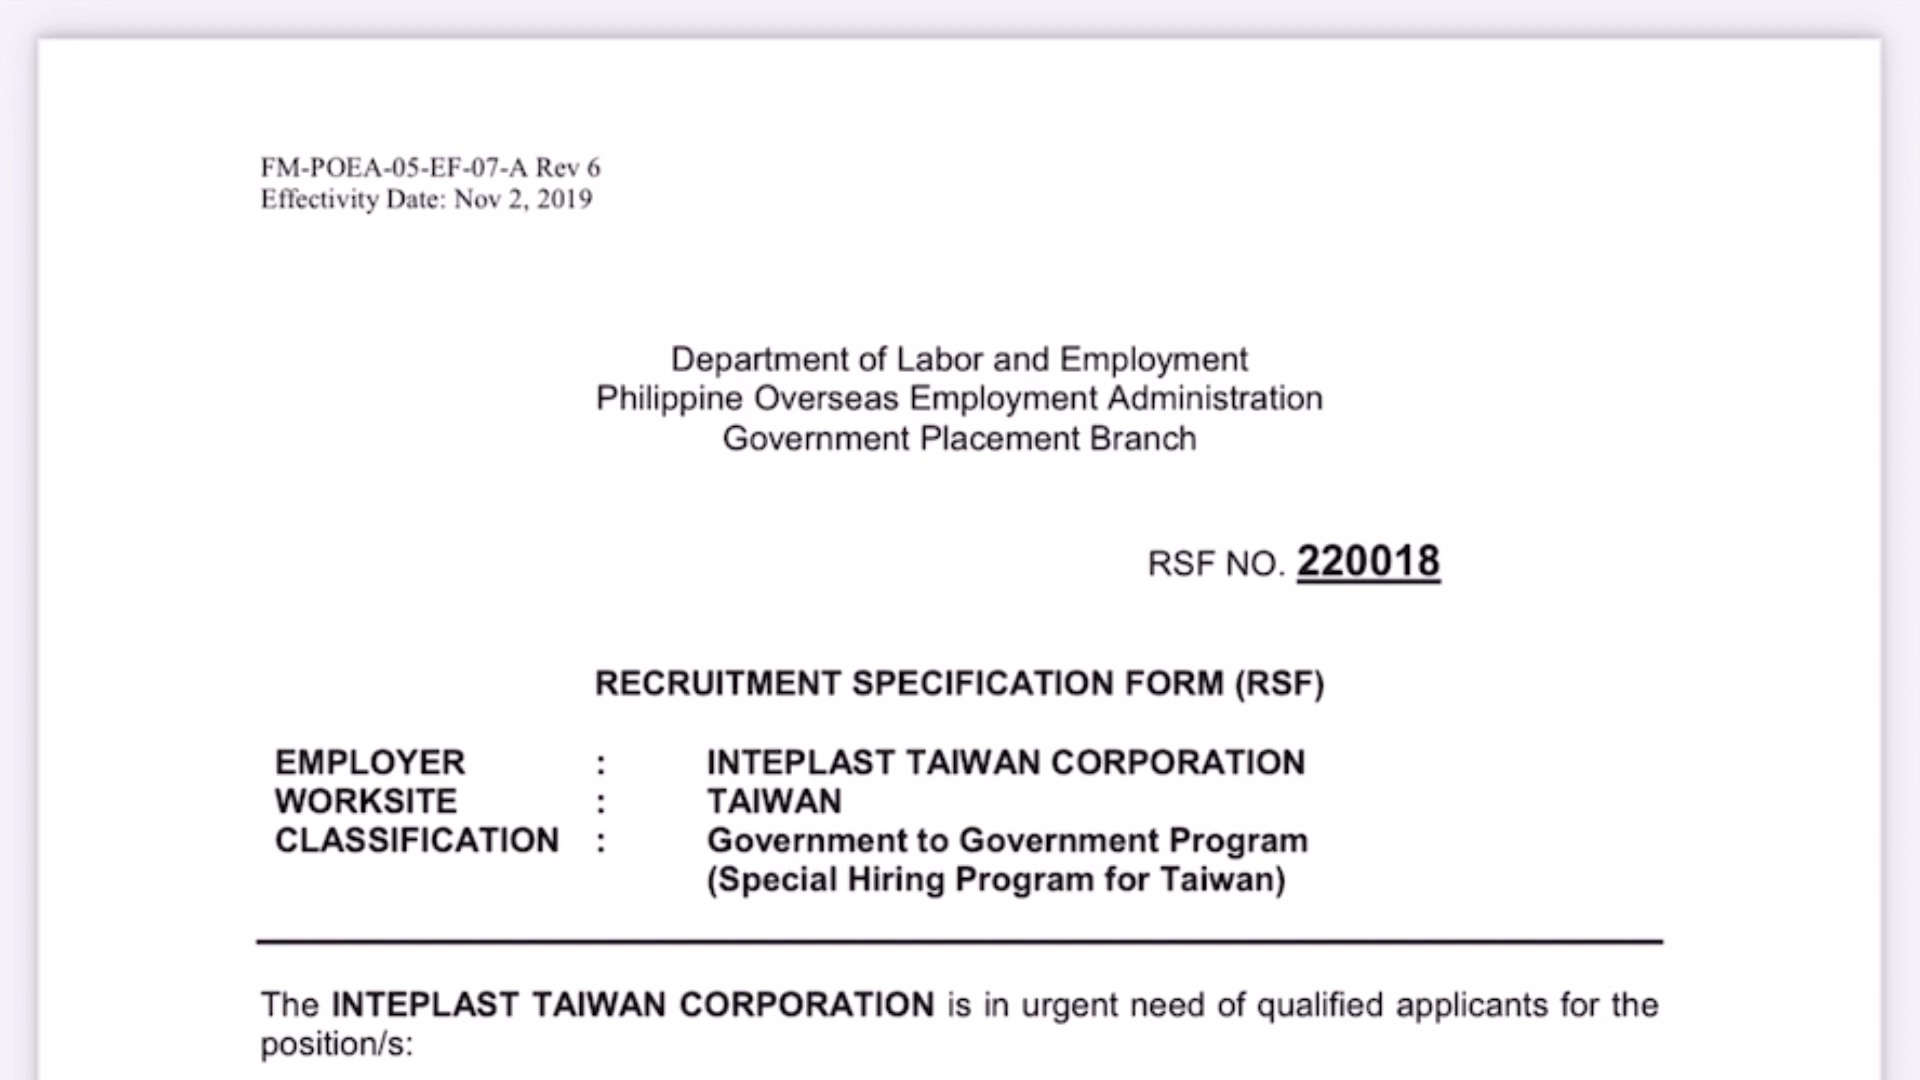 FM-POEA-05-EF-07-A Rev 6
Effectivity Date: Nov 2, 2019
Department of Labor and Employment
Philippine Overseas Employment Administration
Government Placement Branch
RSF NO. 220018
RECRUITMENT SPECIFICATION FORM (RSF)
EMPLOYER : INTEPLAST TAIWAN CORPORATION
WORKSITE : TAIWAN
CLASSIFICATION : Government to Government Program
(Special Hiring Program for Taiwan)
The INTEPLAST TAIWAN CORPORATION is in urgent need of qualified applicants for the
position/s: